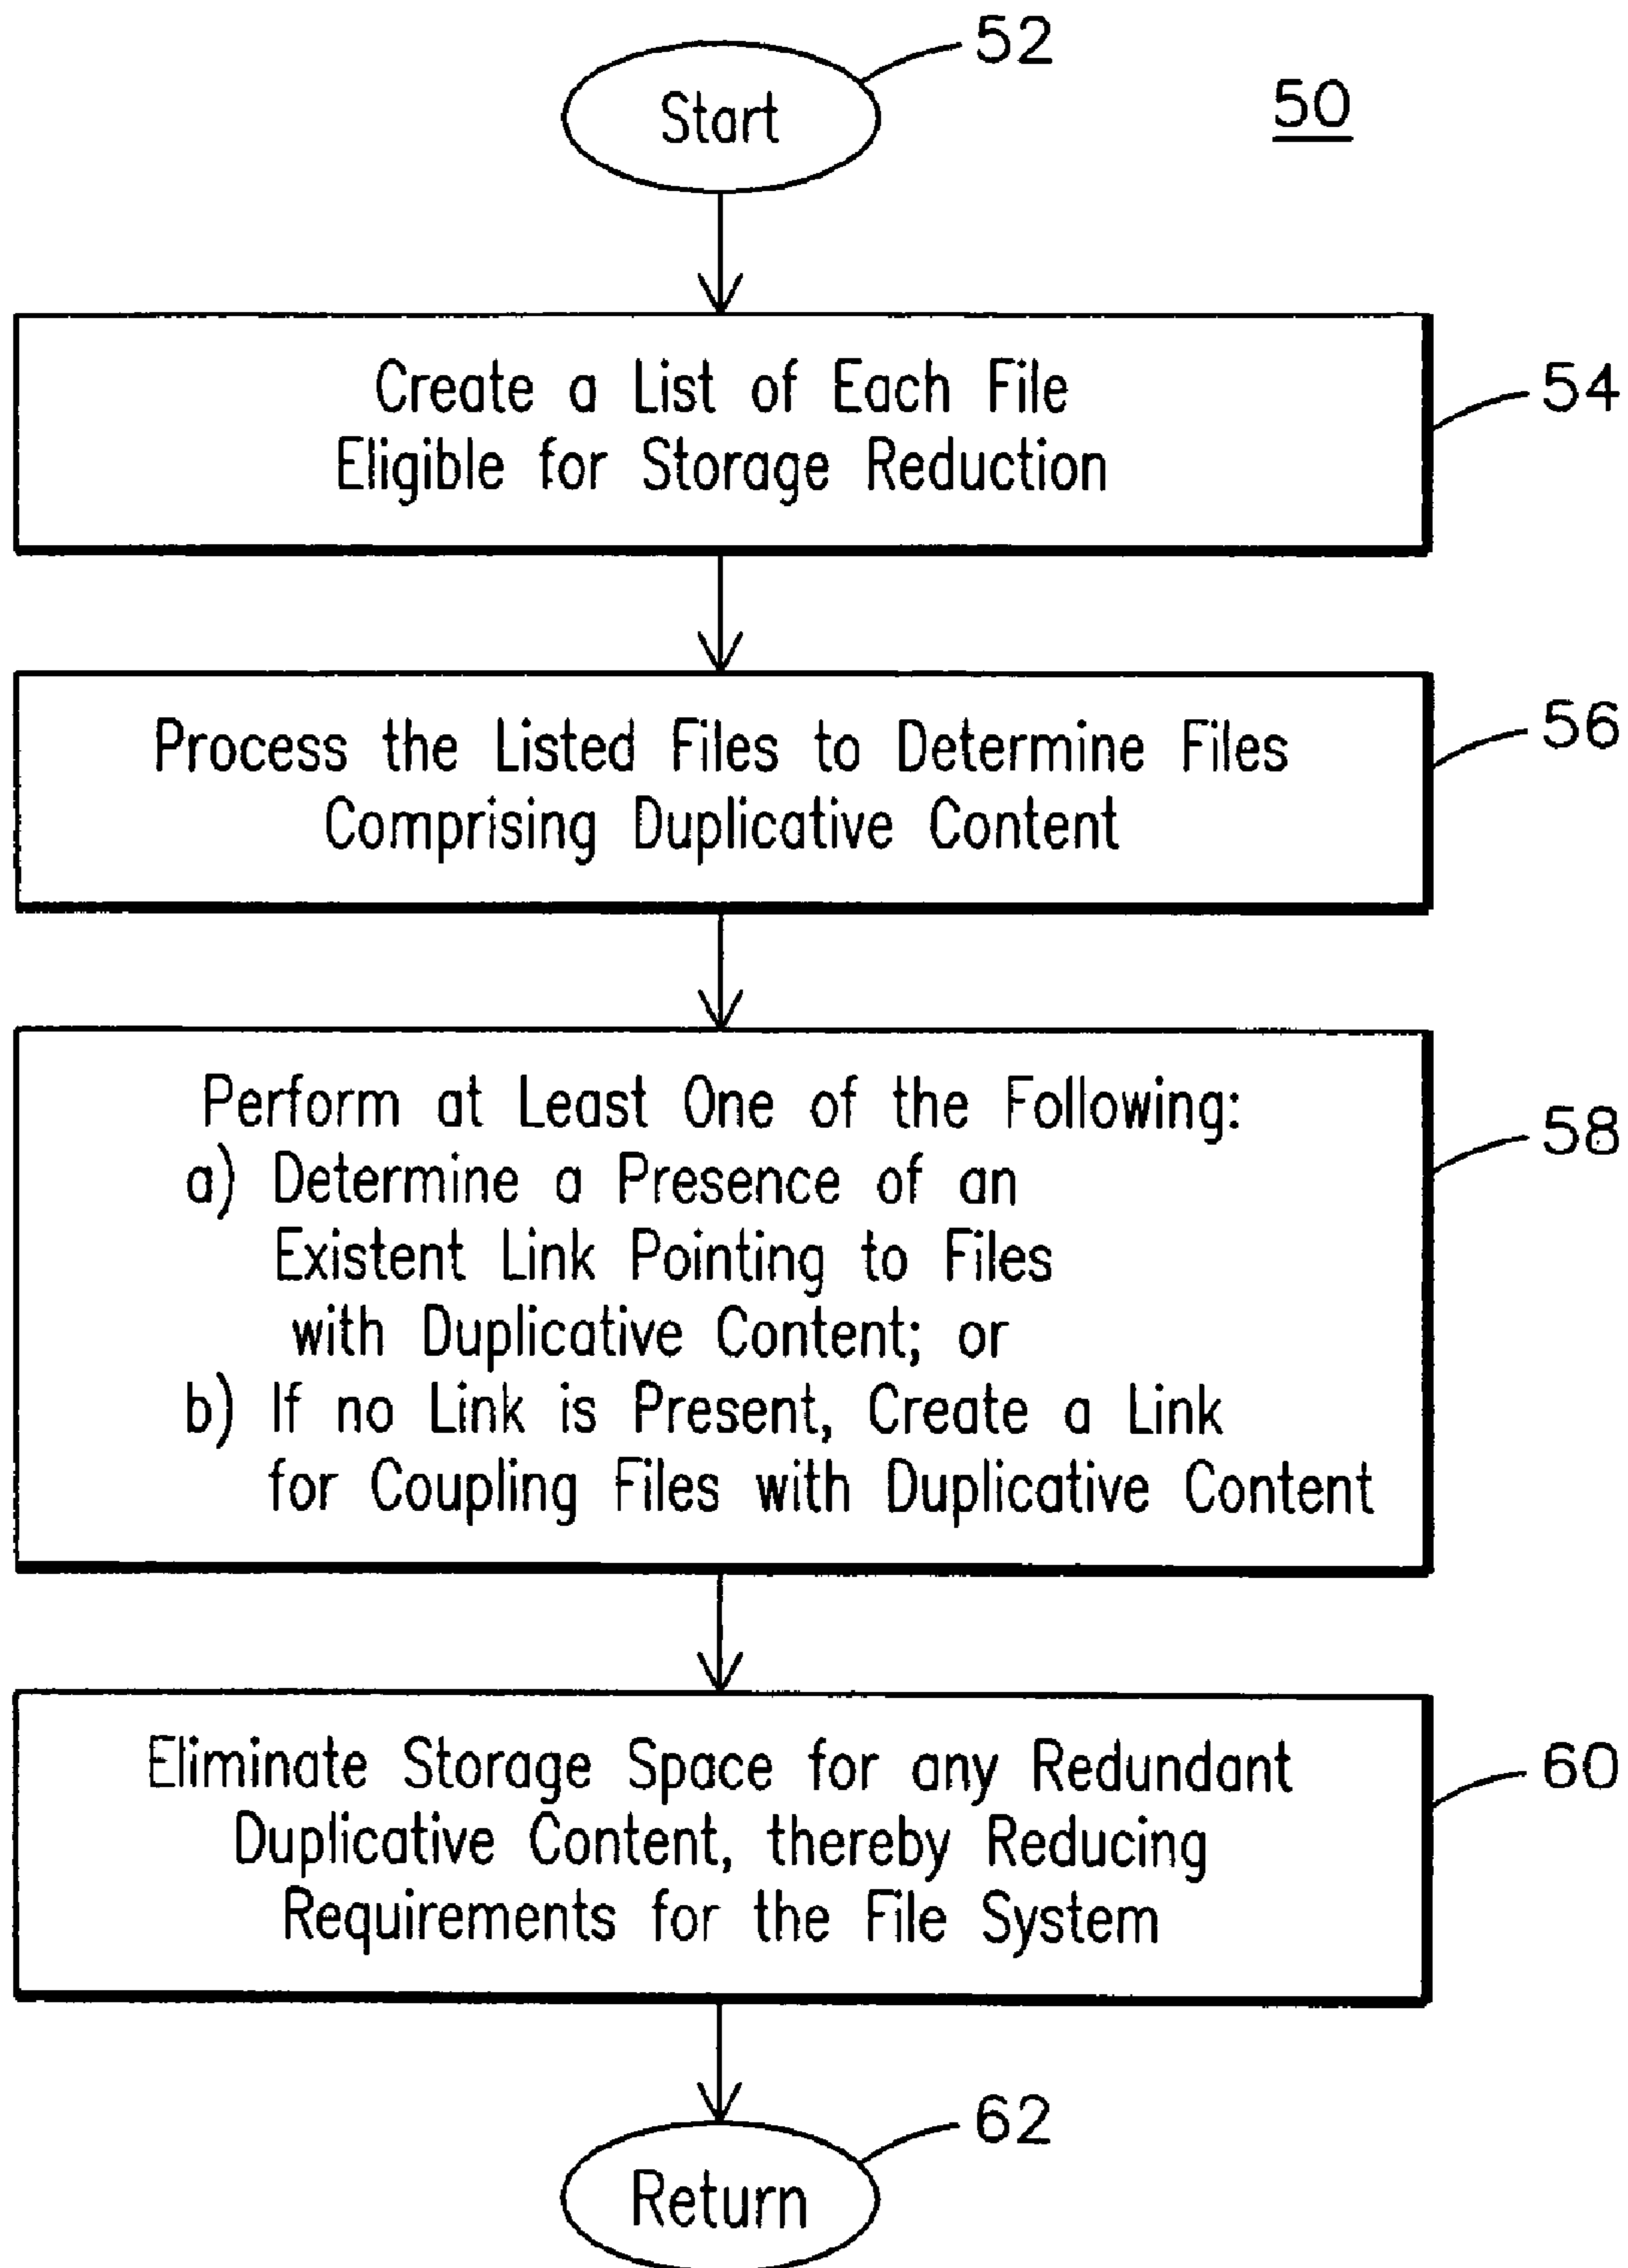 52
Start
50
Create a List of Each File
Eligible for Storage Reduction
54
Process the Listed Files to Determine Files
Comprising Duplicative Content
56
Perform at Least One of the Following:
a) Determine a Presence of an
Existent Link Pointing to Files
with Duplicative Content; or
b) If no Link is Present, Create a Link
for Coupling Files with Duplicative Content
58
Eliminate Storage Space for any Redundant
Duplicative Content, thereby Reducing
Requirements for the File System
60
62
Return